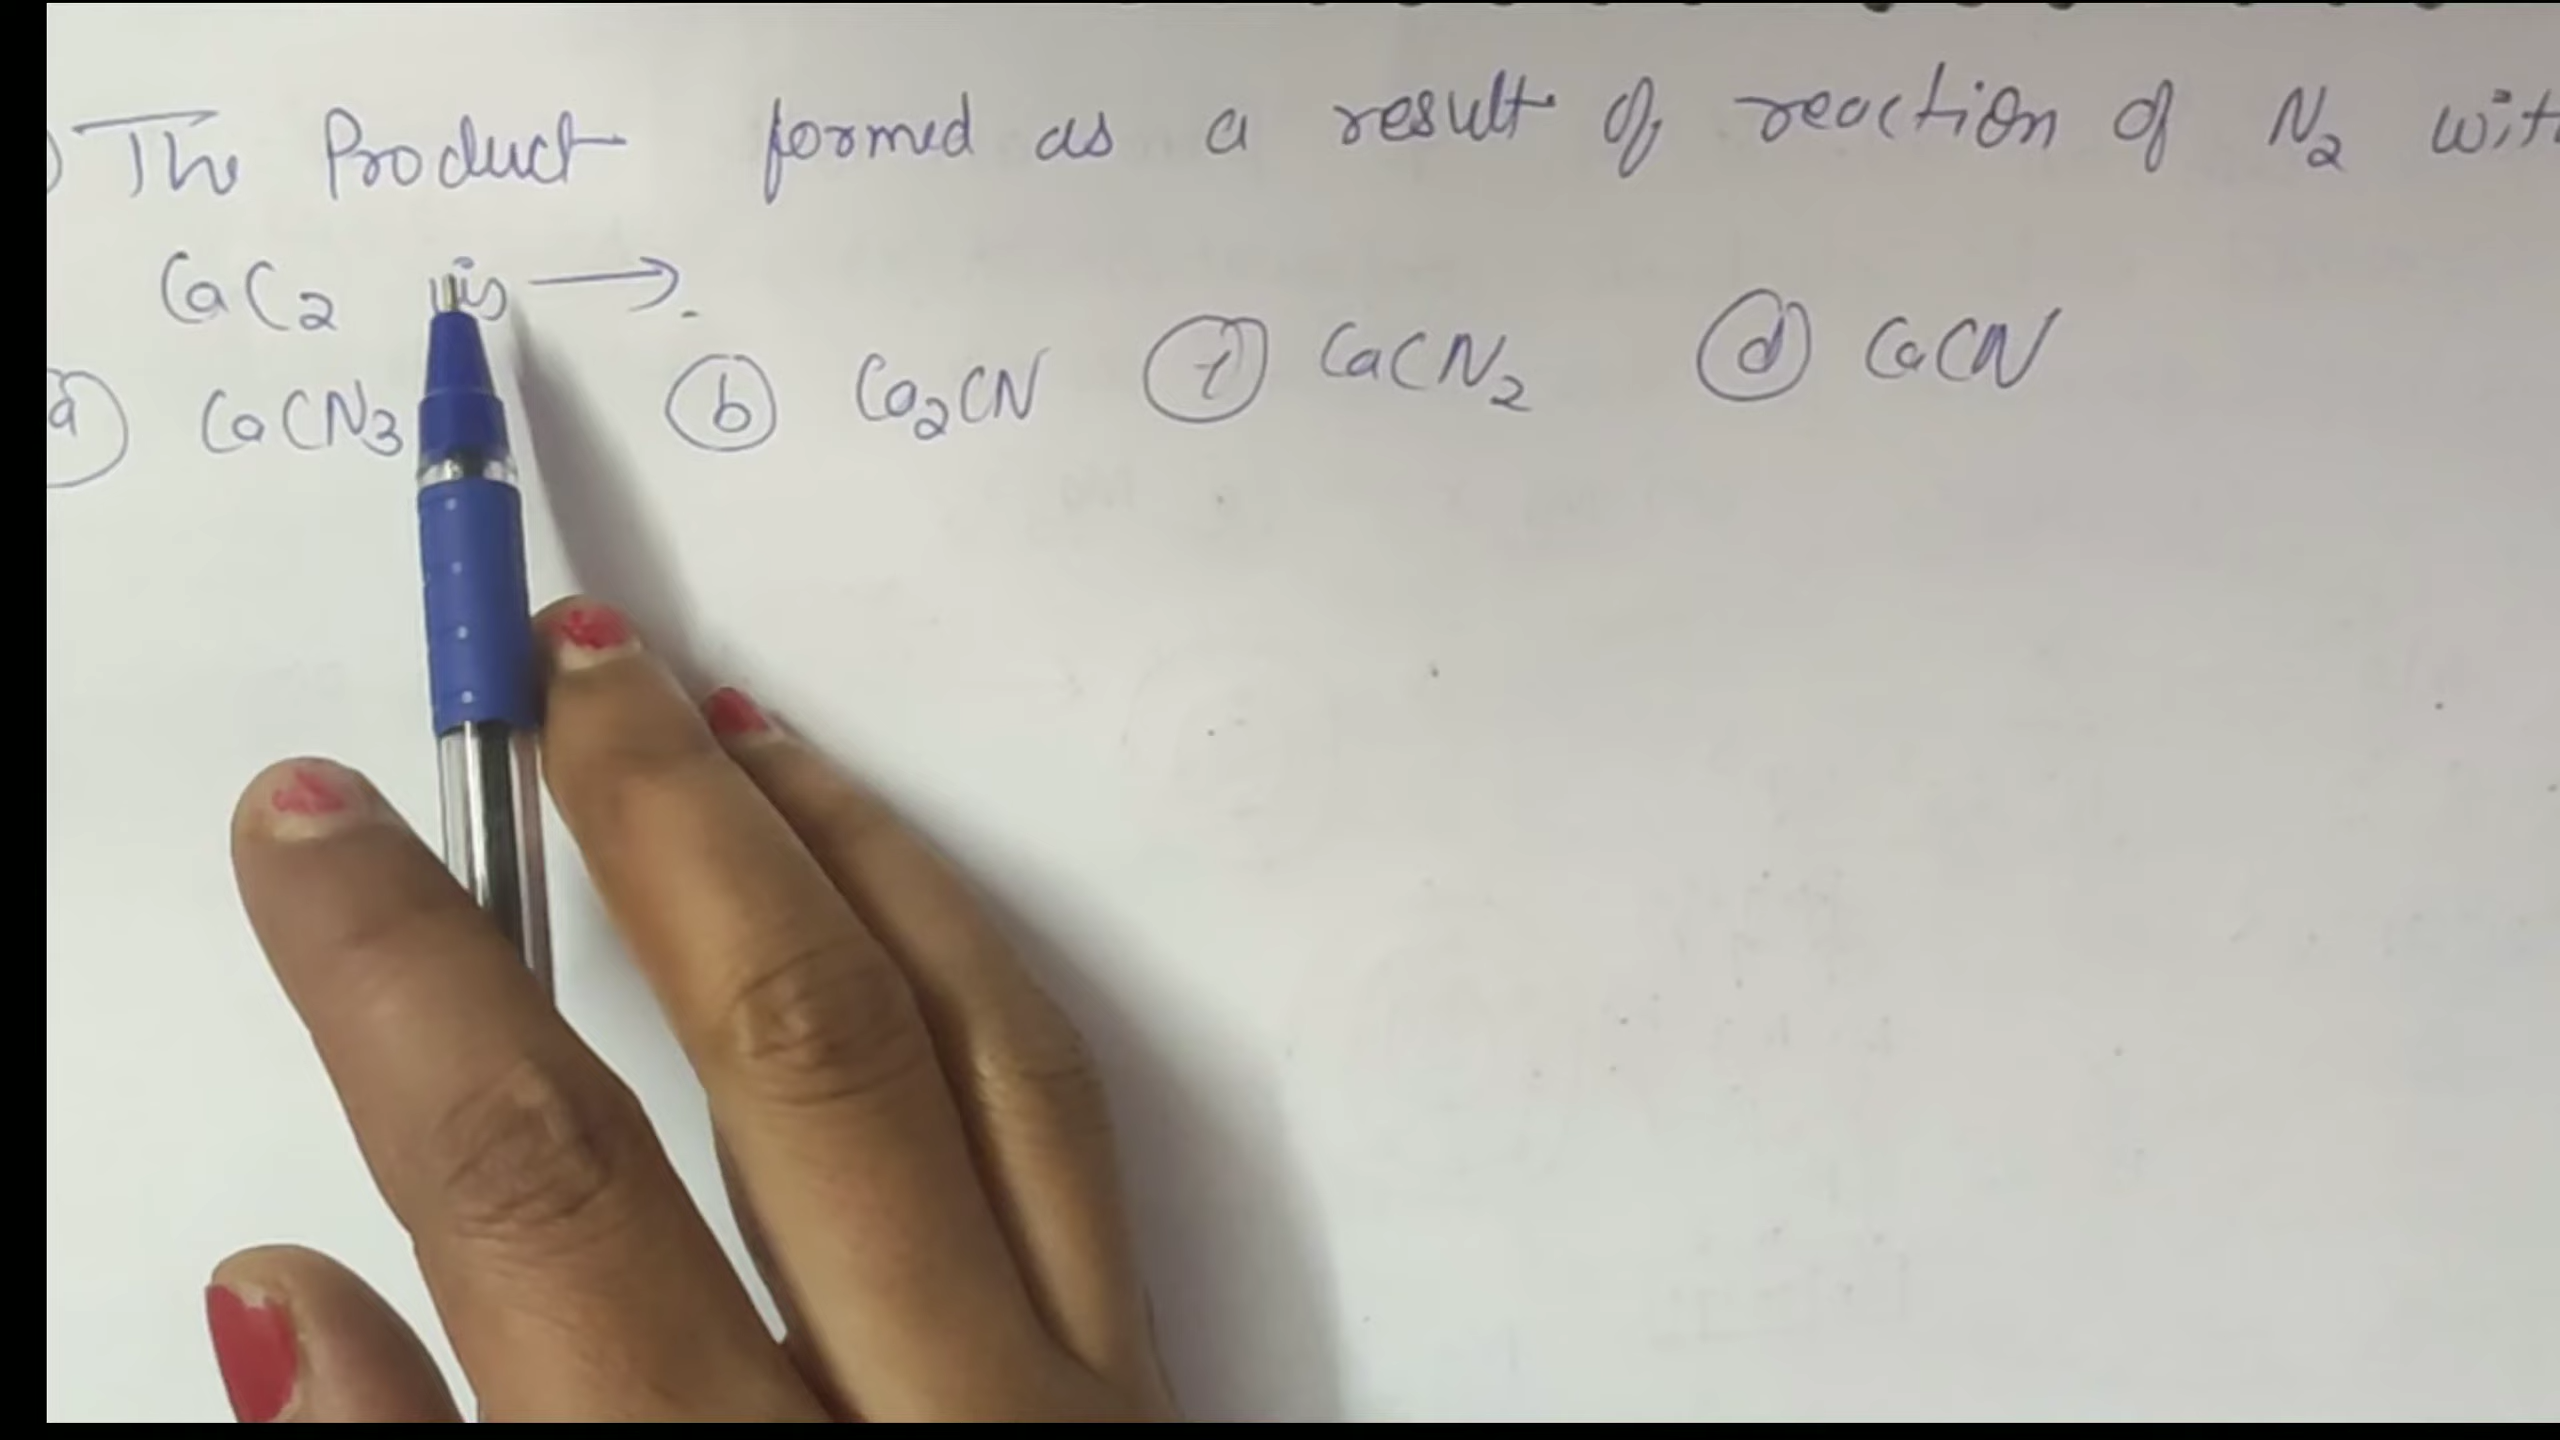 ) The Product formed as a result of reaction of N2 wit
CaC2 is →.
a) CaCN3 (b) Ca2CN (c) CaCN2 (d) CaCN